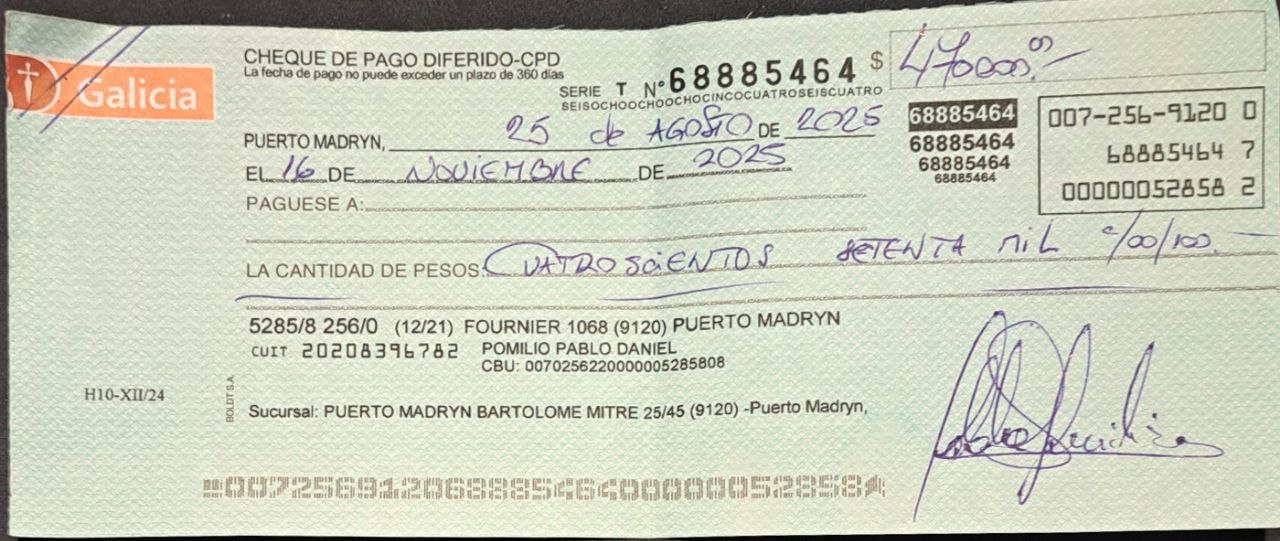 Galicia
CHEQUE DE PAGO DIFERIDO-CPD
La fecha de pago no puede exceder un plazo de 360 días
SERIE T Nº 68885464 $ 470000.00
SEISOCHOOCHOOCHOCINCOCUATROSEISCUATRO
PUERTO MADRYN, 25 de AGOSTO DE 2025
EL 16 DE NOVIEMBRE DE 2025
PAGUESE A:
68885464
68885464
68885464
68885464
007-256-9120 0
68885464 7
00000052858 2
LA CANTIDAD DE PESOS: CUATROSCIENTOS SETENTA MIL C/00/100.
5285/8 256/0 (12/21) FOURNIER 1068 (9120) PUERTO MADRYN
CUIT 20208396782 POMILIO PABLO DANIEL
CBU: 0070256220000005285808
H10-XII/24
BOLDT S.A.
Sucursal: PUERTO MADRYN BARTOLOME MITRE 25/45 (9120) -Puerto Madryn,
00725691206888546400000052858